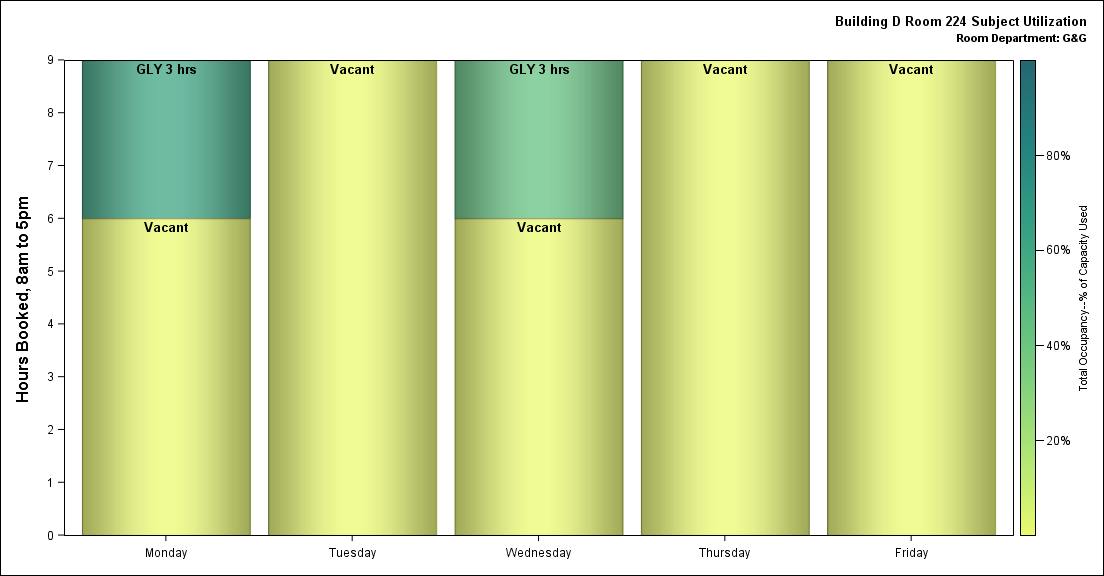 Building D Room 224 Subject Utilization
Room Department: G&G
Hours Booked, 8am to 5pm
9
8
7
6
5
4
3
2
1
0
GLY 3 hrs
Vacant
Vacant
GLY 3 hrs
Vacant
Vacant
Vacant
Monday
Tuesday
Wednesday
Thursday
Friday
80%
60%
40%
20%
Total Occupancy--% of Capacity Used